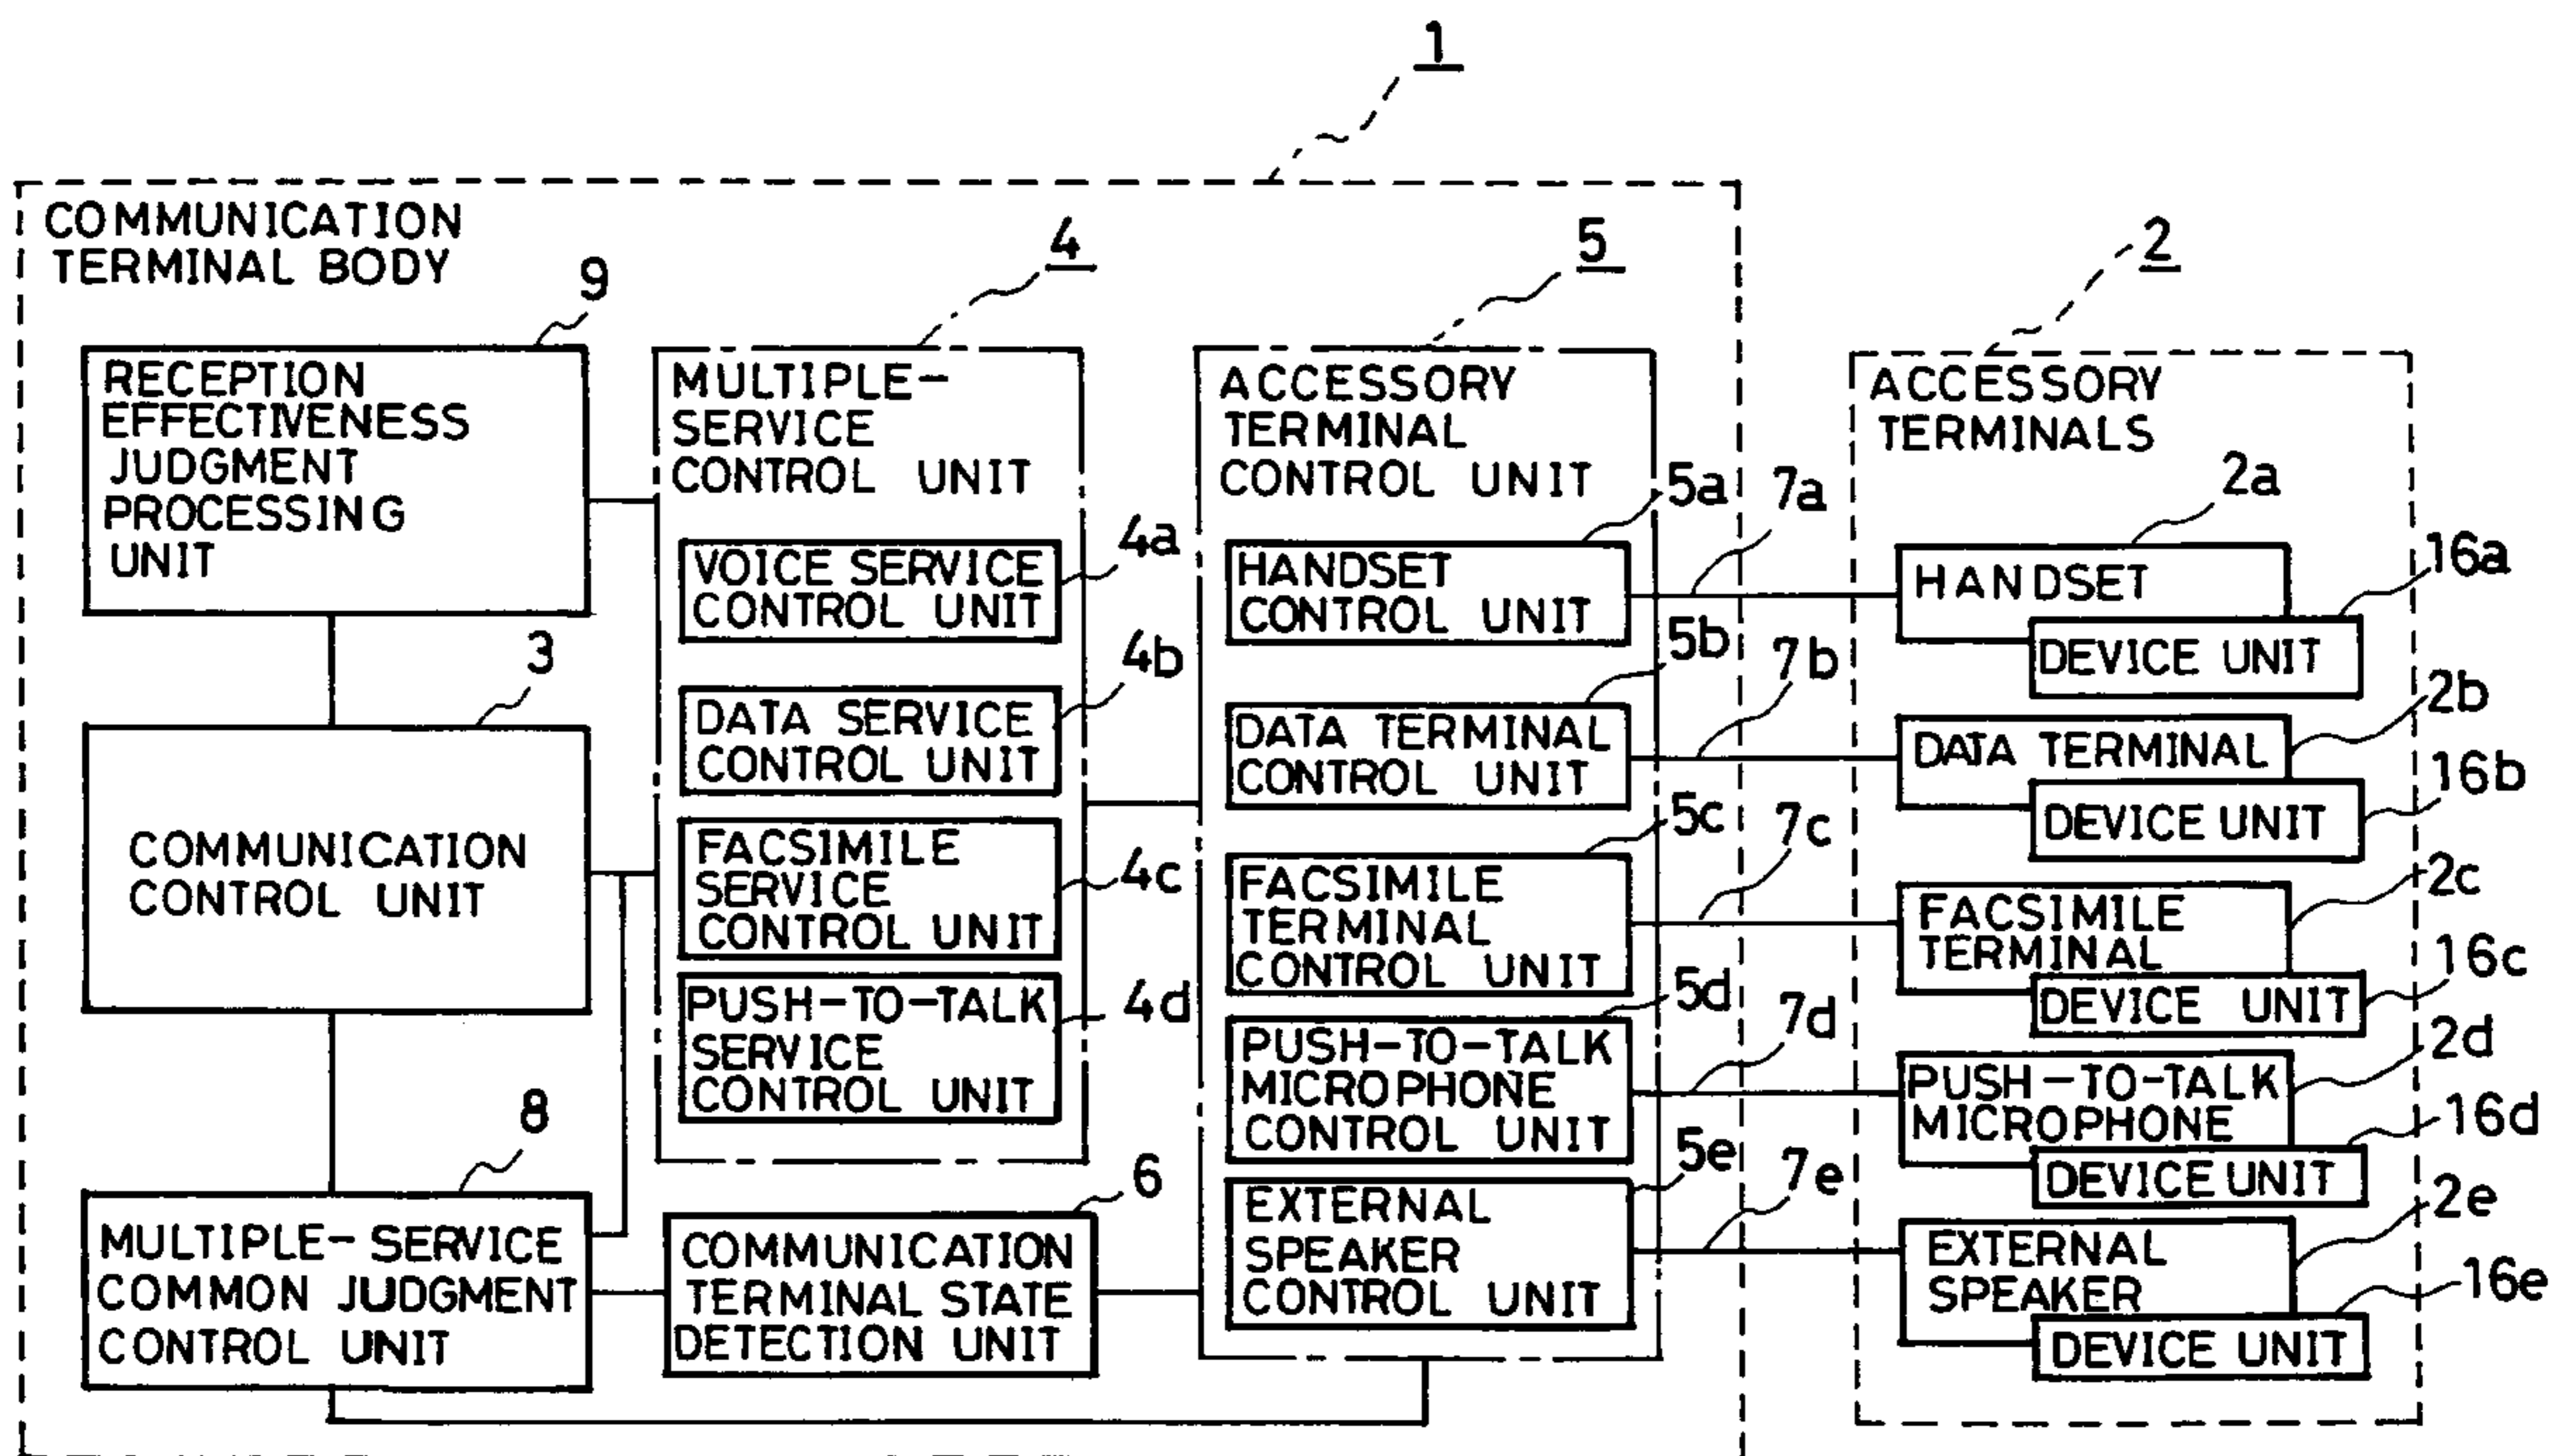 1
COMMUNICATION
TERMINAL BODY
9
4
5
2
RECEPTION
EFFECTIVENESS
JUDGMENT
PROCESSING
UNIT
MULTIPLE-
SERVICE
CONTROL UNIT
ACCESSORY
TERMINAL
CONTROL UNIT
ACCESSORY
TERMINALS
4a
VOICE SERVICE
CONTROL UNIT
5a
HANDSET
CONTROL UNIT
7a
2a
HANDSET
16a
DEVICE UNIT
3
COMMUNICATION
CONTROL UNIT
4b
DATA SERVICE
CONTROL UNIT
5b
DATA TERMINAL
CONTROL UNIT
7b
2b
DATA TERMINAL
16b
DEVICE UNIT
4c
FACSIMILE
SERVICE
CONTROL UNIT
5c
FACSIMILE
TERMINAL
CONTROL UNIT
7c
2c
FACSIMILE
TERMINAL
16c
DEVICE UNIT
4d
PUSH-TO-TALK
SERVICE
CONTROL UNIT
5d
PUSH-TO-TALK
MICROPHONE
CONTROL UNIT
7d
2d
PUSH-TO-TALK
MICROPHONE
16d
DEVICE UNIT
8
MULTIPLE-SERVICE
COMMON JUDGMENT
CONTROL UNIT
6
COMMUNICATION
TERMINAL STATE
DETECTION UNIT
5e
EXTERNAL
SPEAKER
CONTROL UNIT
7e
2e
EXTERNAL
SPEAKER
16e
DEVICE UNIT